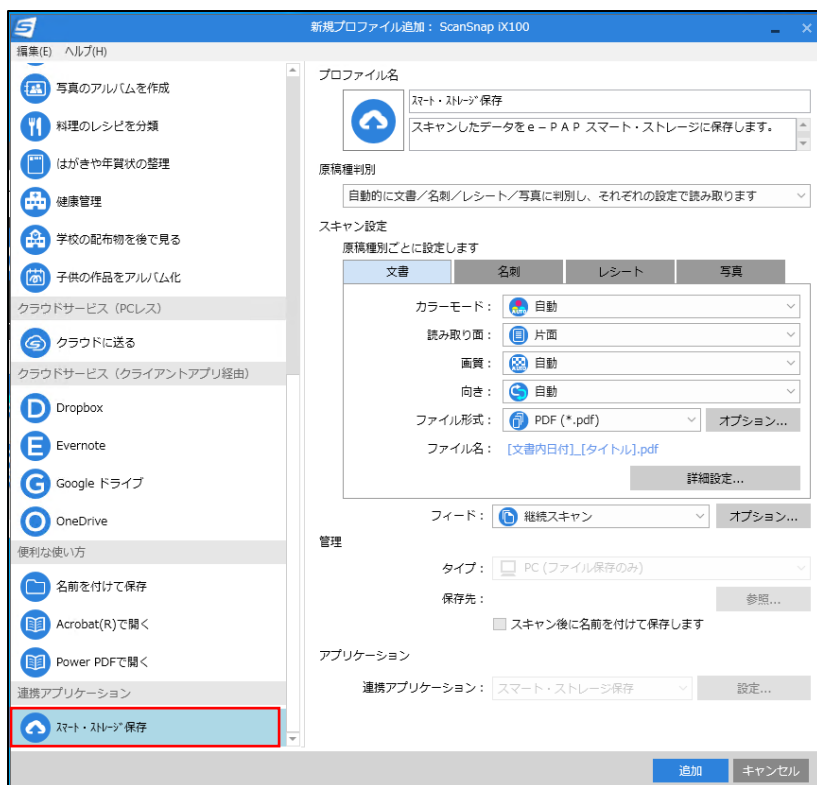 新規プロファイル追加： ScanSnap iX100
編集(E) ヘルプ(H)
写真のアルバムを作成
料理のレシピを分類
はがきや年賀状の整理
健康管理
学校の配布物を後で見る
子供の作品をアルバム化
クラウドサービス（PCレス）
クラウドに送る
クラウドサービス（クライアントアプリ経由）
Dropbox
Evernote
Google ドライブ
OneDrive
便利な使い方
名前を付けて保存
Acrobat(R)で開く
Power PDFで開く
連携アプリケーション
ｽﾏｰﾄ・ｽﾄﾚｰｼﾞ保存
プロファイル名
ｽﾏｰﾄ・ｽﾄﾚｰｼﾞ保存
スキャンしたデータをｅ－ＰＡＰ スマート・ストレージに保存します。
原稿種判別
自動的に文書／名刺／レシート／写真に判別し、それぞれの設定で読み取ります
スキャン設定
原稿種別ごとに設定します
文書 名刺 レシート 写真
カラーモード： 自動
読み取り面： 片面
画質： 自動
向き： 自動
ファイル形式： PDF (*.pdf) オプション...
ファイル名： [文書内日付]_[タイトル].pdf
詳細設定...
フィード： 継続スキャン オプション...
管理
タイプ： PC (ファイル保存のみ)
保存先： 参照...
スキャン後に名前を付けて保存します
アプリケーション
連携アプリケーション： スマート・ストレージ保存 設定...
追加 キャンセル